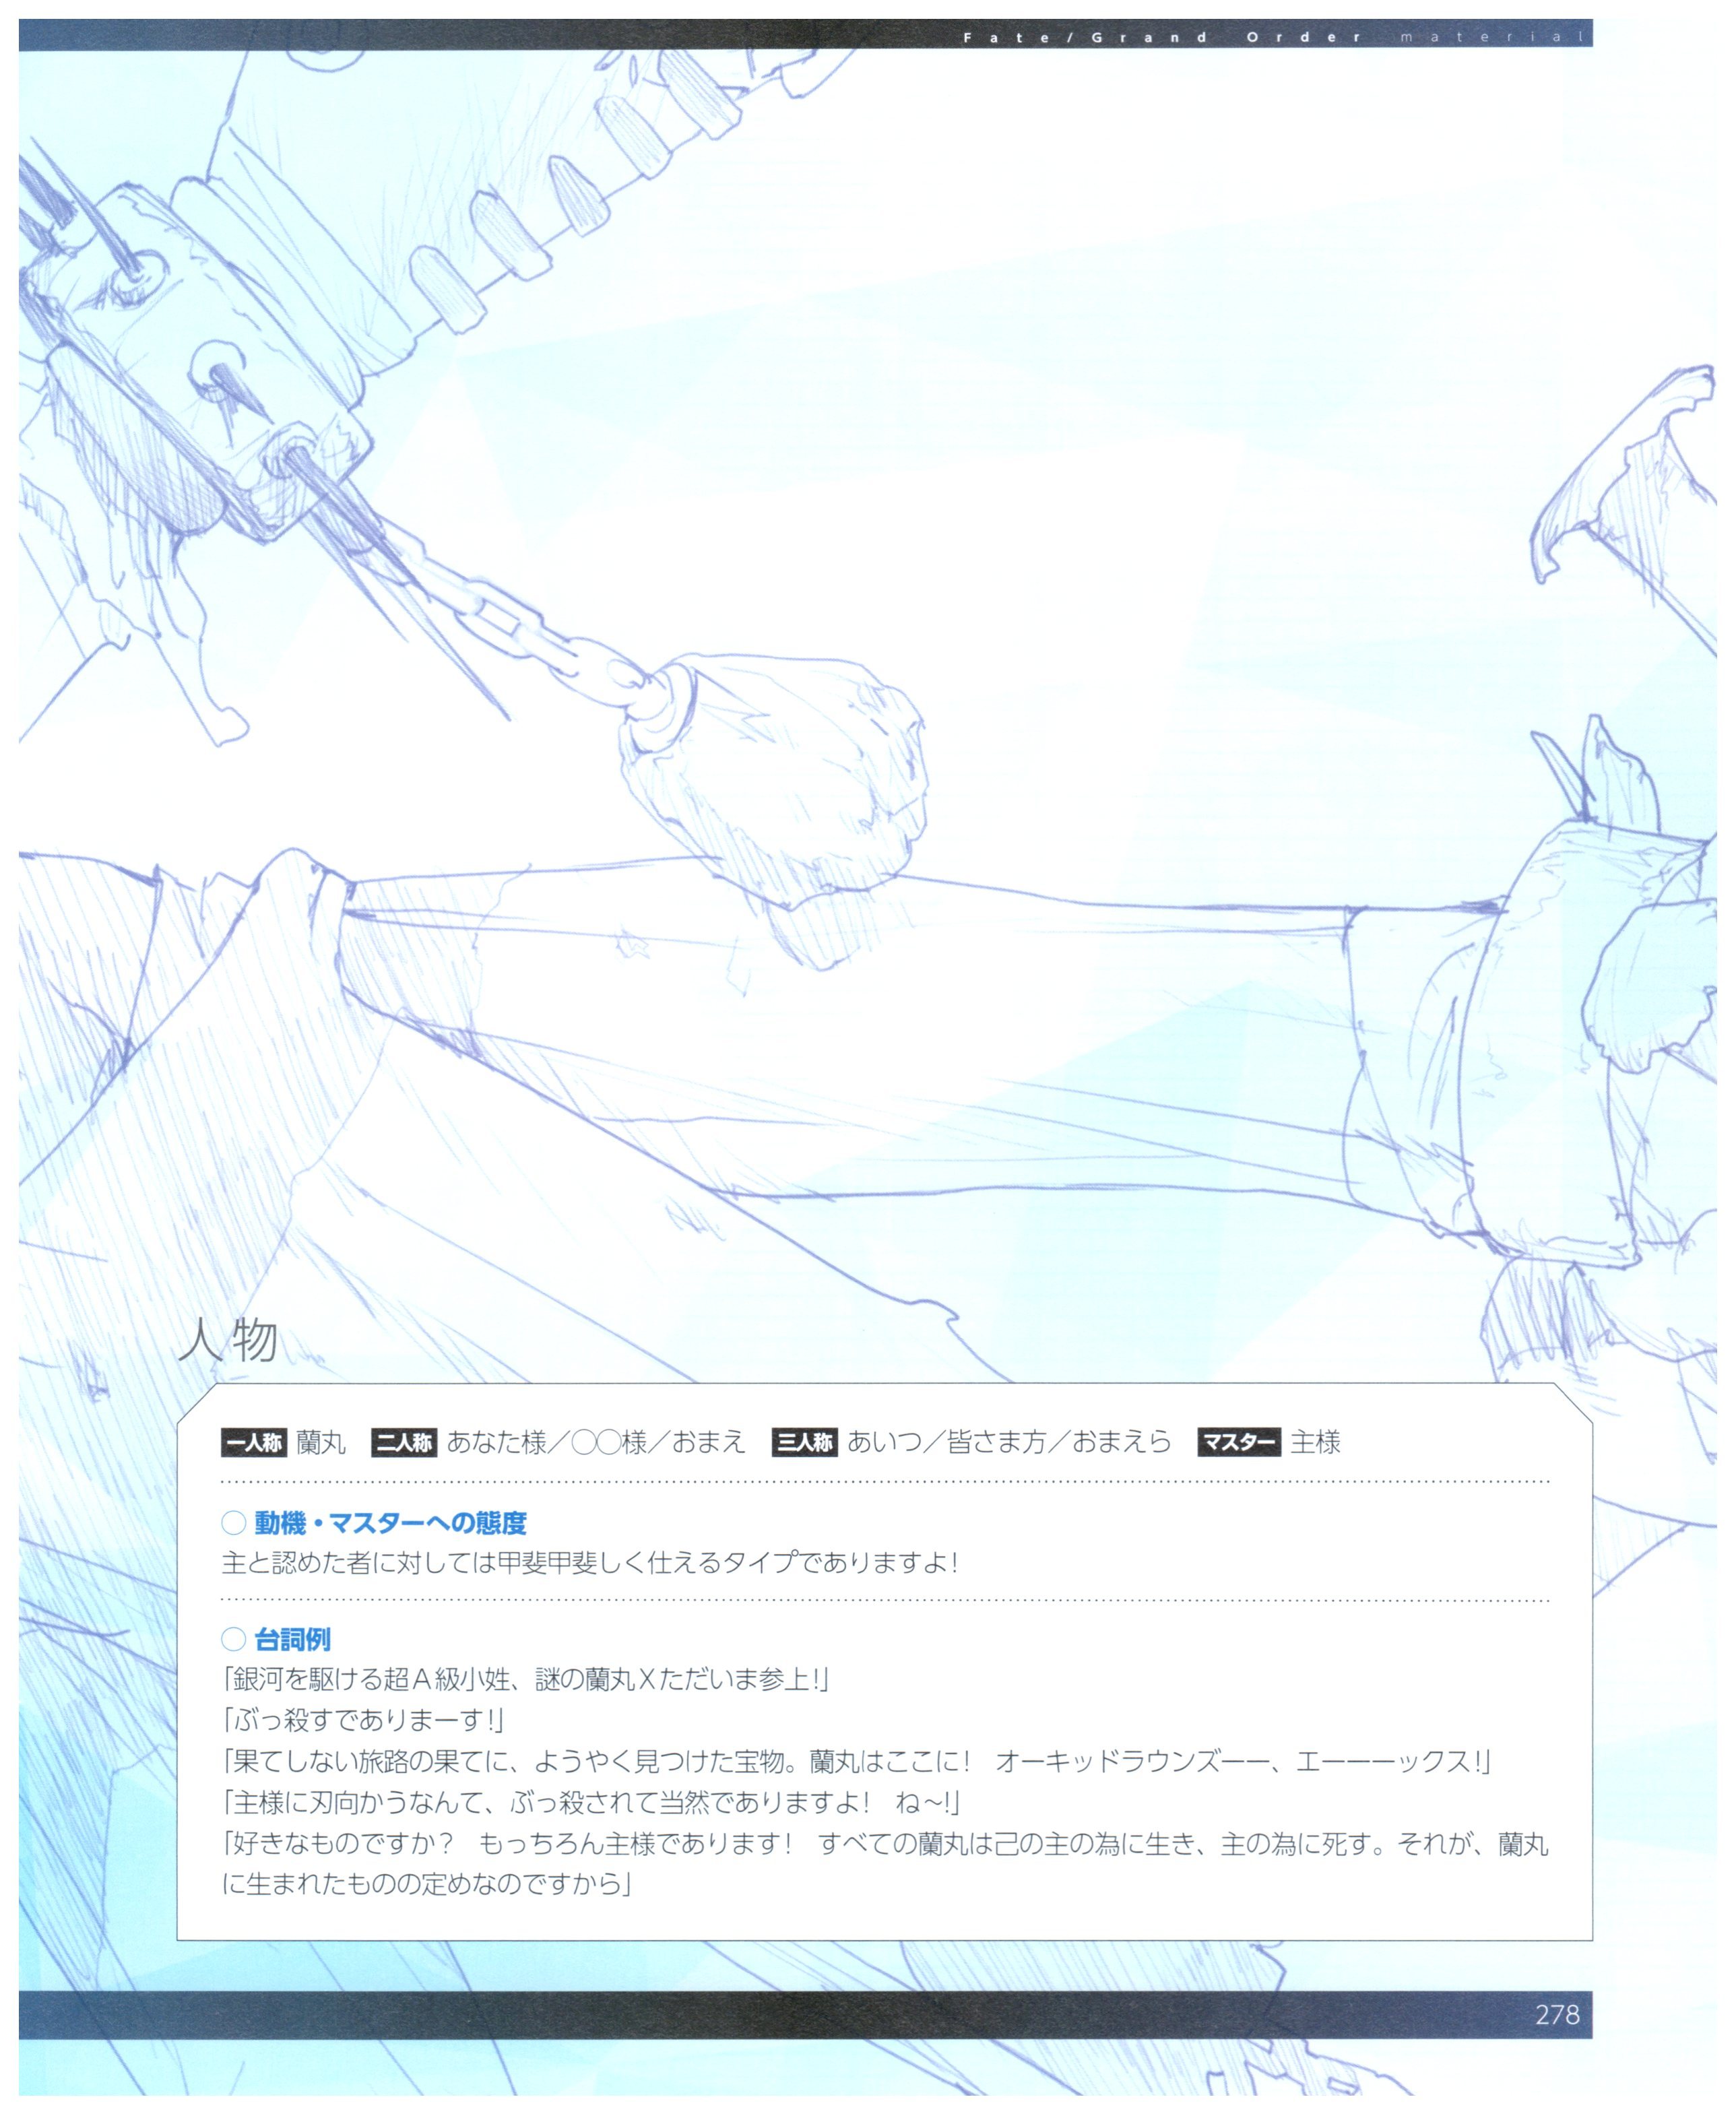 Fate/Grand Order material
人物
一人称 蘭丸 二人称 あなた様／○○様／おまえ 三人称 あいつ／皆さま方／おまえら マスター 主様
○ 動機・マスターへの態度
主と認めた者に対しては甲斐甲斐しく仕えるタイプでありますよ！
○ 台詞例
「銀河を駆ける超Ａ級小姓、謎の蘭丸Ｘただいま参上！」
「ぶっ殺すでありまーす！」
「果てしない旅路の果てに、ようやく見つけた宝物。蘭丸はここに！　オーキッドラウンズーー、エーーーックス！」
「主様に刃向かうなんて、ぶっ殺されて当然でありますよ！　ね～！」
「好きなものですか？　もっちろん主様であります！　すべての蘭丸は己の主の為に生き、主の為に死す。それが、蘭丸
に生まれたものの定めなのですから」
278